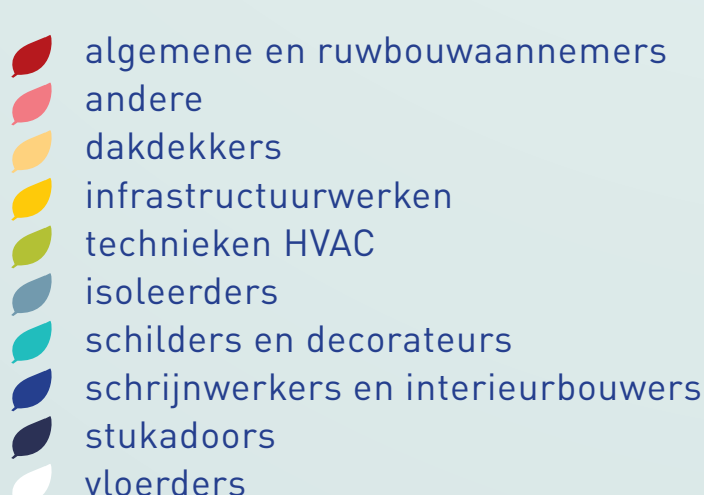 algemene en ruwbouwaannemers
andere
dakdekkers
infrastructuurwerken
technieken HVAC
isoleerders
schilders en decorateurs
schrijnwerkers en interieurbouwers
stukadoors
vloerders